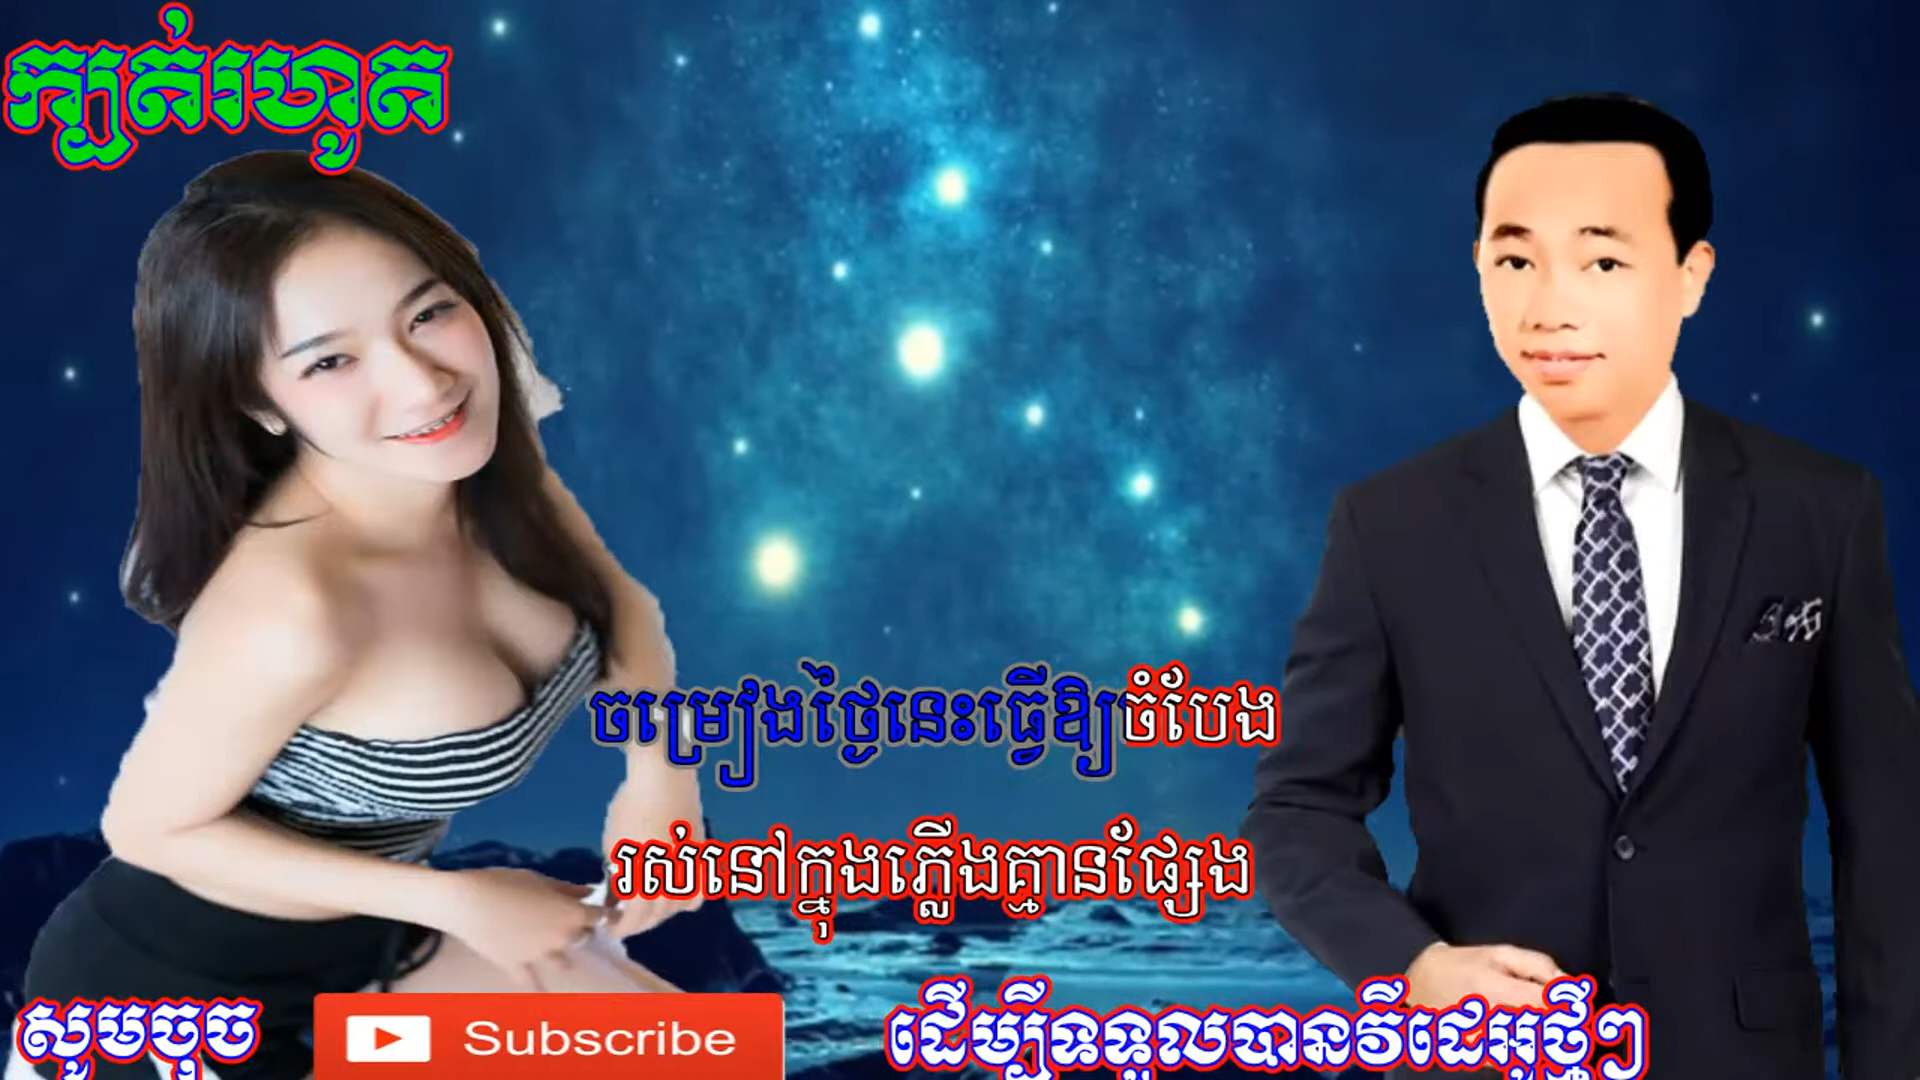 ក្បត់រហូត
ចម្រៀងថ្ងៃនេះធ្វើឱ្យចំបែង
រស់នៅក្នុងភ្លើងគ្មានផ្សែង
សូមចុច
Subscribe
ដើម្បីទទួលបានវីដេអូថ្មីៗ